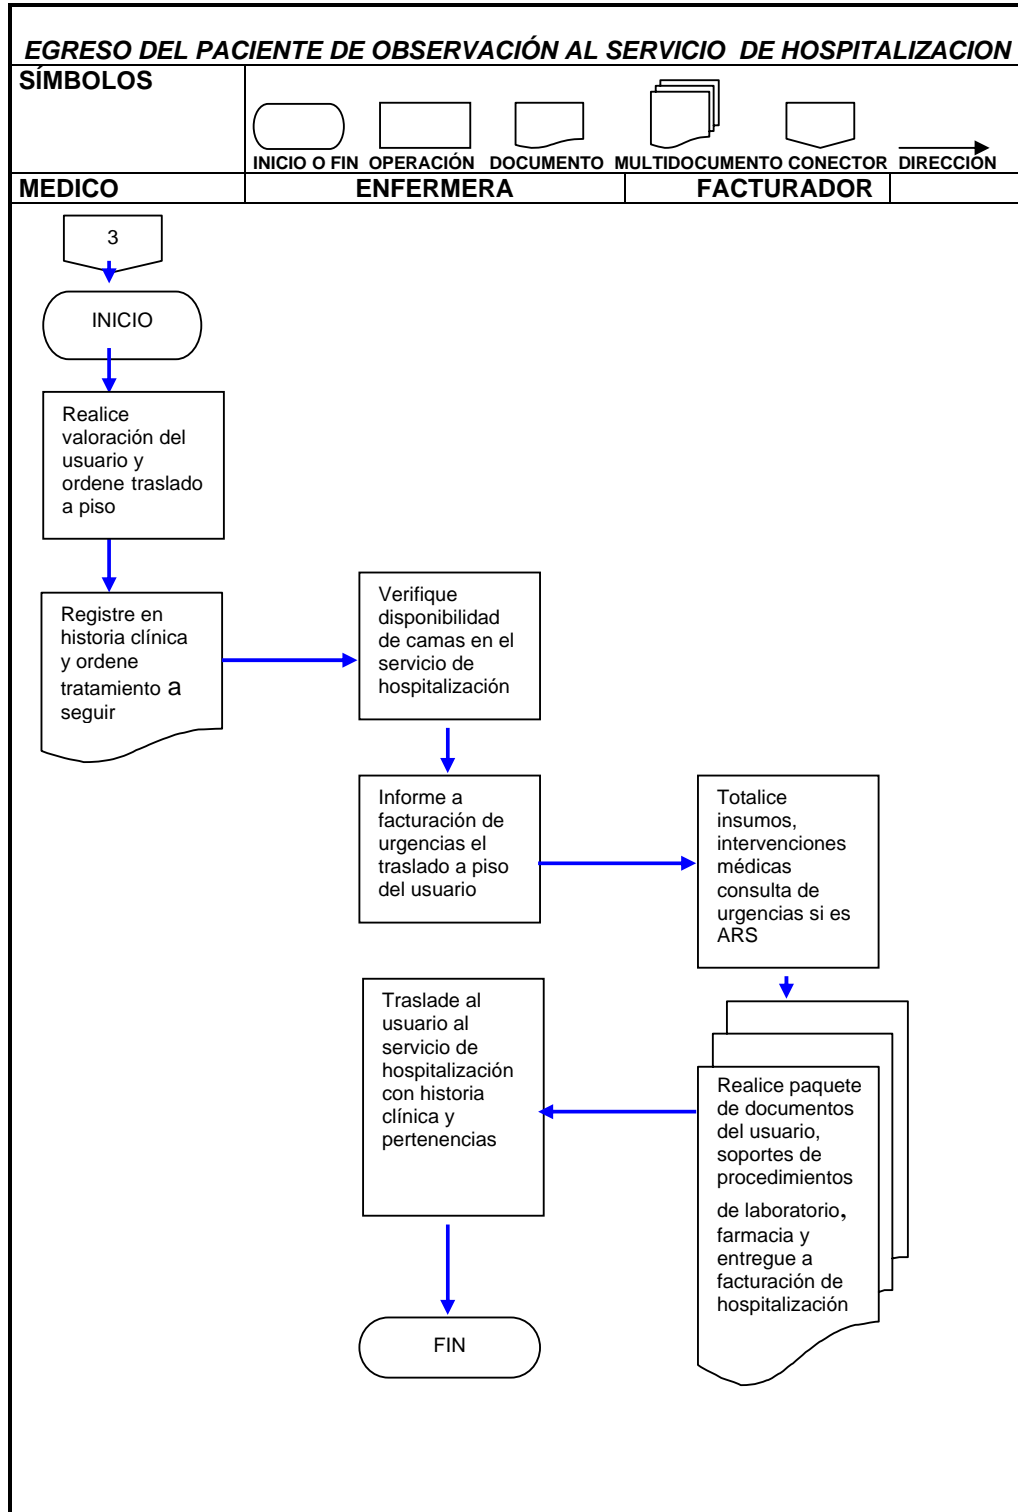 EGRESO DEL PACIENTE DE OBSERVACIÓN AL SERVICIO DE HOSPITALIZACION
SÍMBOLOS
INICIO O FIN OPERACIÓN DOCUMENTO MULTIDOCUMENTO CONECTOR DIRECCIÓN
MEDICO ENFERMERA FACTURADOR
3
INICIO
Realice
valoración del
usuario y
ordene traslado
a piso
Registre en
historia clínica
y ordene
tratamiento a
seguir
Verifique
disponibilidad
de camas en el
servicio de
hospitalización
Informe a
facturación de
urgencias el
traslado a piso
del usuario
Totalice
insumos,
intervenciones
médicas
consulta de
urgencias si es
ARS
Realice paquete
de documentos
del usuario,
soportes de
procedimientos
de laboratorio,
farmacia y
entregue a
facturación de
hospitalización
Traslade al
usuario al
servicio de
hospitalización
con historia
clínica y
pertenencias
FIN